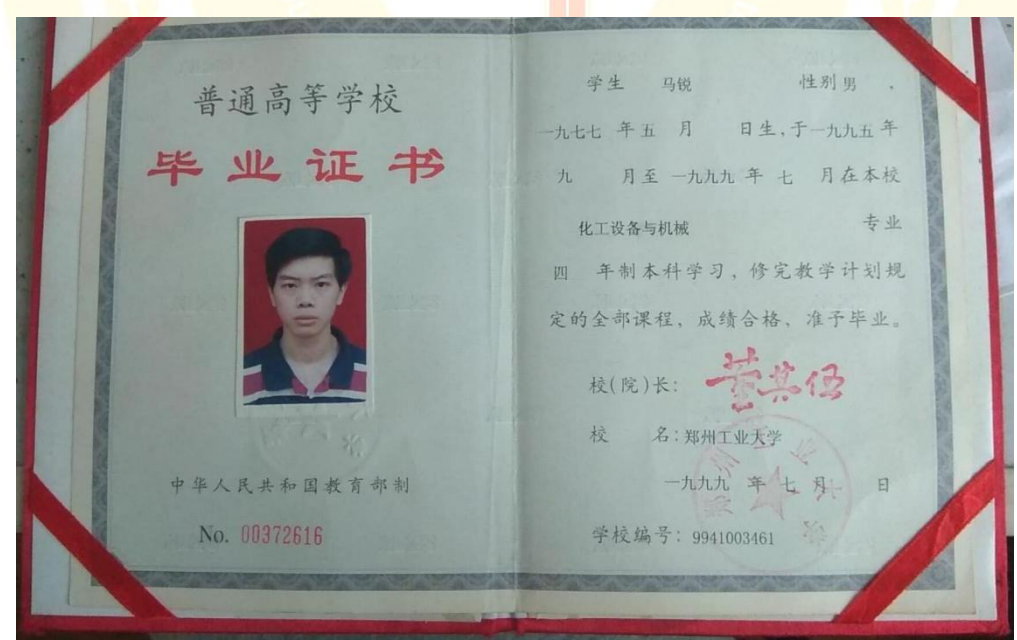 普通高等学校
毕业证书
中华人民共和国教育部制
No. 00372616
学生 马锐 性别 男 ,
一九七七 年 五 月 日生,于 一九九五 年
九 月至 一九九九 年 七 月在本校
化工设备与机械 专业
四 年制本科学习，修完教学计划规
定的全部课程，成绩合格，准予毕业。
校(院)长: 董其伍
校 名: 郑州工业大学
一九九九 年 七 月 日
学校编号: 9941003461